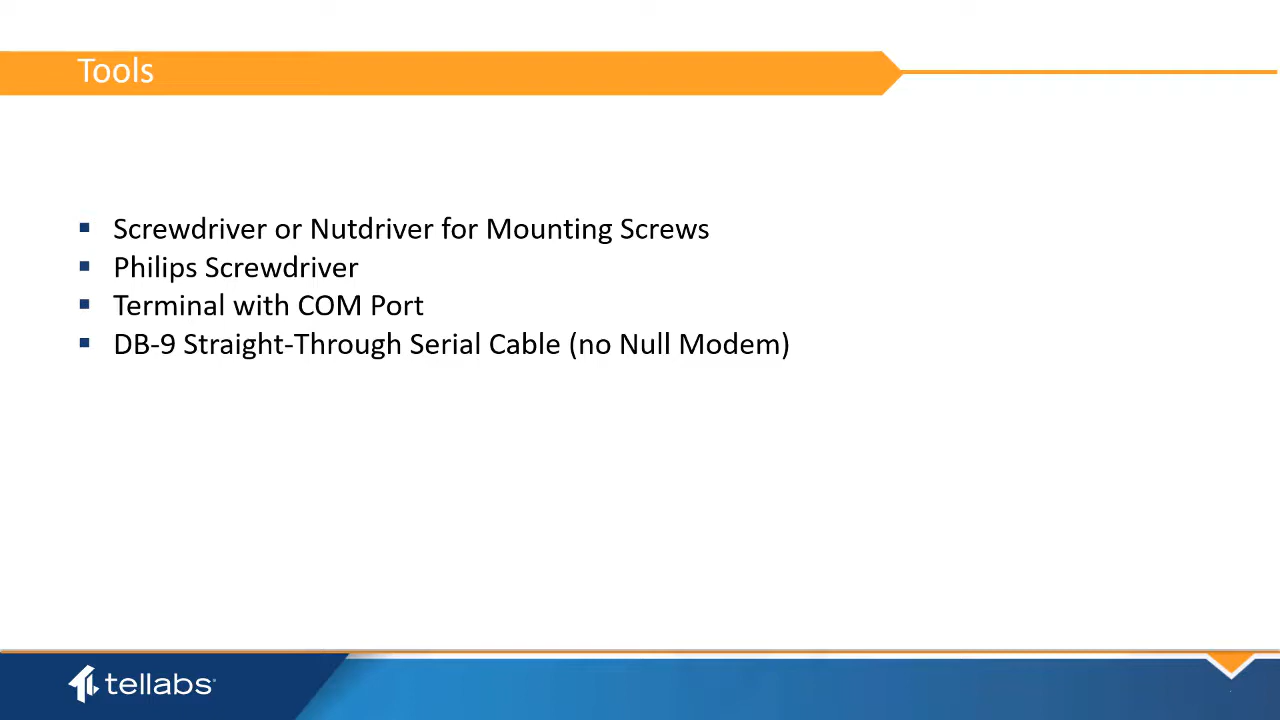 Tools
▪ Screwdriver or Nutdriver for Mounting Screws
▪ Philips Screwdriver
▪ Terminal with COM Port
▪ DB-9 Straight-Through Serial Cable (no Null Modem)
tellabs